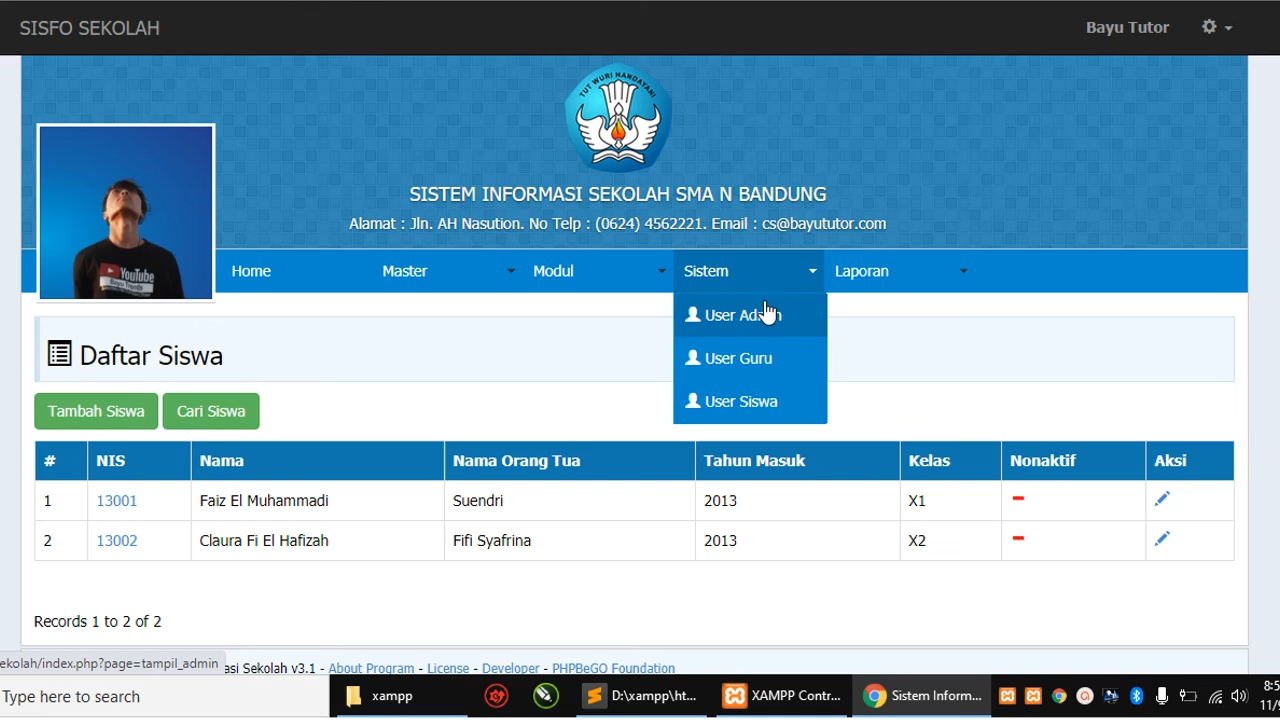 SISFO SEKOLAH
Bayu Tutor
TUT WURI HANDAYANI
YouTube
SISTEM INFORMASI SEKOLAH SMA N BANDUNG
Alamat : Jln. AH Nasution. No Telp : (0624) 4562221. Email : cs@bayututor.com
Home Master Modul Sistem Laporan
User
User Guru
User Siswa
Daftar Siswa
Tambah Siswa Cari Siswa
# NIS Nama Nama Orang Tua Tahun Masuk Kelas Nonaktif Aksi
1 13001 Faiz El Muhammadi Suendri 2013 X1
2 13002 Claura Fi El Hafizah Fifi Syafrina 2013 X2
Records 1 to 2 of 2
ekolah/index.php?page=tampil_admin
asi Sekolah v3.1 - About Program - License - Developer - PHPBeGO Foundation
Type here to search
xampp
D:\xampp\ht...
XAMPP Contr...
Sistem Inform...